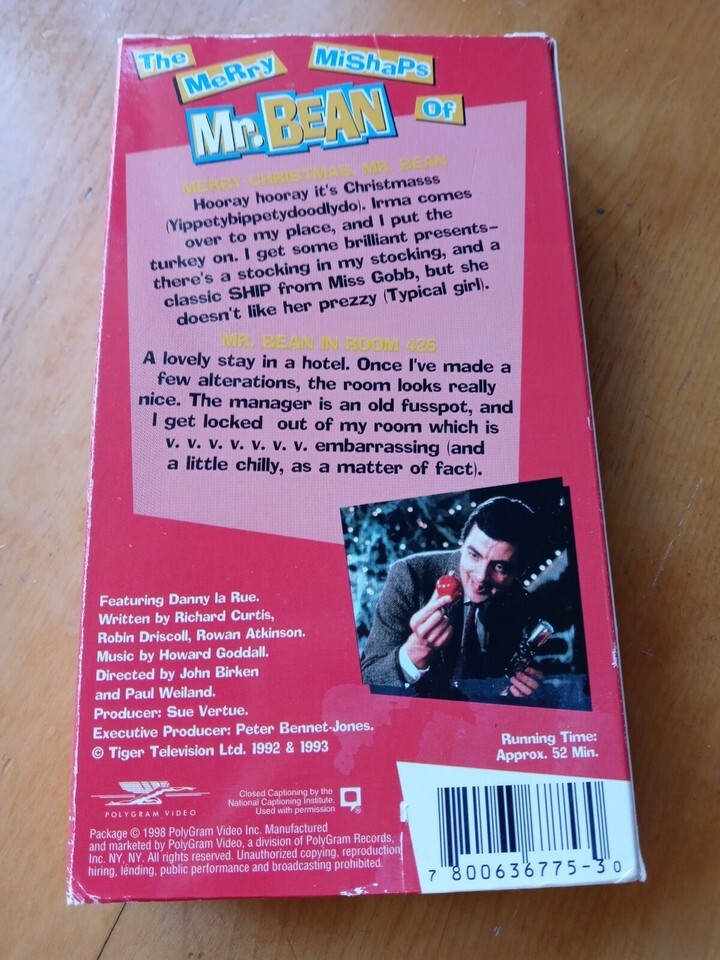 The Merry Mishaps
Of
Mr. BEAN
MERRY CHRISTMAS, MR. BEAN
Hooray hooray it's Christmasss
(Yippetybippetydoodlydo). Irma comes
over to my place, and I put the
turkey on. I get some brilliant presents-
there's a stocking in my stocking, and a
classic SHIP from Miss Gobb, but she
doesn't like her prezzy (Typical girl).
MR. BEAN IN ROOM 426
A lovely stay in a hotel. Once I've made a
few alterations, the room looks really
nice. The manager is an old fusspot, and
I get locked out of my room which is
v. v. v. v. v. v. v. embarrassing (and
a little chilly, as a matter of fact).
Featuring Danny la Rue.
Written by Richard Curtis,
Robin Driscoll, Rowan Atkinson.
Music by Howard Goddall.
Directed by John Birken
and Paul Weiland.
Producer: Sue Vertue.
Executive Producer: Peter Bennet-Jones.
© Tiger Television Ltd. 1992 & 1993
Running Time:
Approx. 52 Min.
POLYGRAM VIDEO
Closed Captioning by the
National Captioning Institute.
Used with permission
Package © 1998 PolyGram Video Inc. Manufactured
and marketed by PolyGram Video, a division of PolyGram Records,
Inc. NY, NY. All rights reserved. Unauthorized copying, reproduction,
hiring, lending, public performance and broadcasting prohibited.
7 800636775-3 0